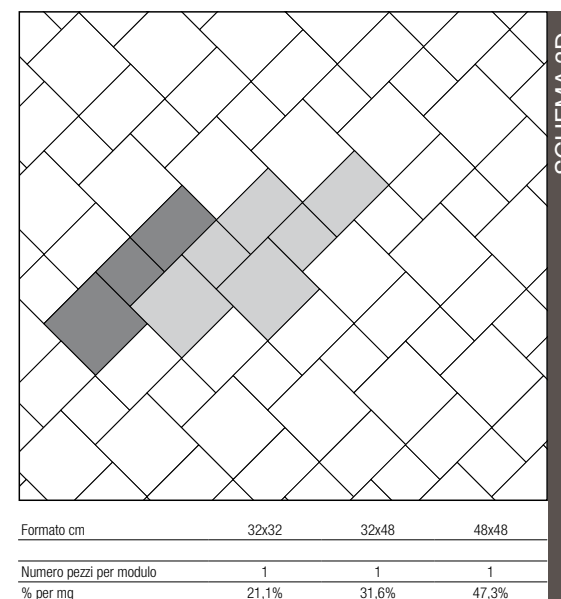 Formato cm 32x32 32x48 48x48
Numero pezzi per modulo 1 1 1
% per mq 21,1% 31,6% 47,3%